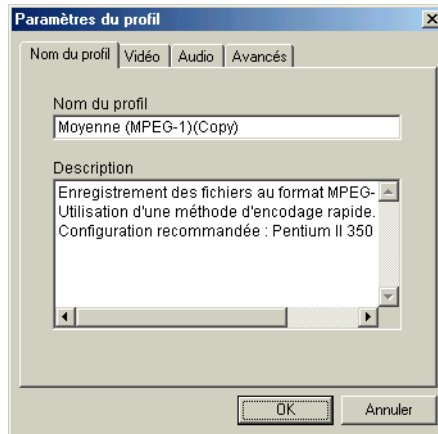 Paramètres du profil
Nom du profil Vidéo Audio Avancés
Nom du profil
Moyenne (MPEG-1)(Copy)
Description
Enregistrement des fichiers au format MPEG-
Utilisation d'une méthode d'encodage rapide.
Configuration recommandée : Pentium II 350
OK Annuler